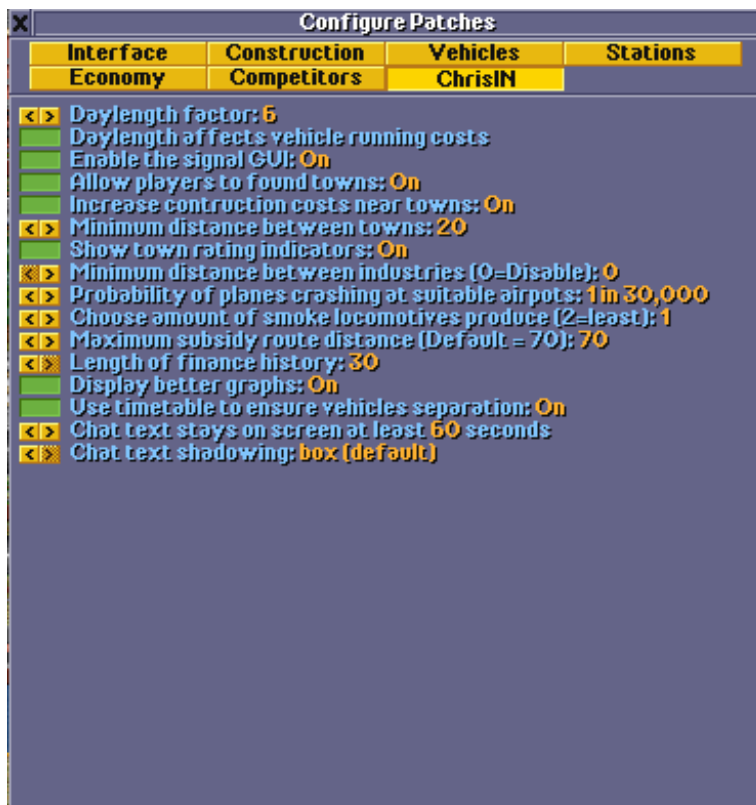 X Configure Patches
Interface Construction Vehicles Stations
Economy Competitors ChrisIN
< > Daylength factor: 6
Daylength affects vehicle running costs
Enable the signal GUI: On
Allow players to found towns: On
Increase contruction costs near towns: On
< > Minimum distance between towns: 20
Show town rating indicators: On
< > Minimum distance between industries (0=Disable): 0
< > Probability of planes crashing at suitable airpots: 1 in 30,000
< > Choose amount of smoke locomotives produce (2=least): 1
< > Maximum subsidy route distance (Default = 70): 70
< > Length of finance history: 30
Display better graphs: On
Use timetable to ensure vehicles separation: On
< > Chat text stays on screen at least 60 seconds
< > Chat text shadowing: box (default)